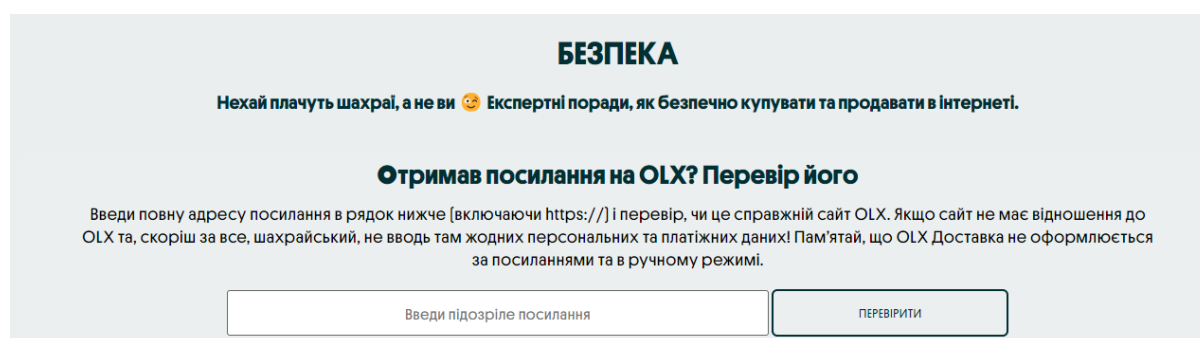 БЕЗПЕКА
Нехай плачуть шахраї, а не ви 😉 Експертні поради, як безпечно купувати та продавати в інтернеті.
Отримав посилання на OLX? Перевір його
Введи повну адресу посилання в рядок нижче (включаючи https://) і перевір, чи це справжній сайт OLX. Якщо сайт не має відношення до
OLX та, скоріш за все, шахрайський, не вводь там жодних персональних та платіжних даних! Пам'ятай, що OLX Доставка не оформлюється
за посиланнями та в ручному режимі.
Введи підозріле посилання
ПЕРЕВІРИТИ